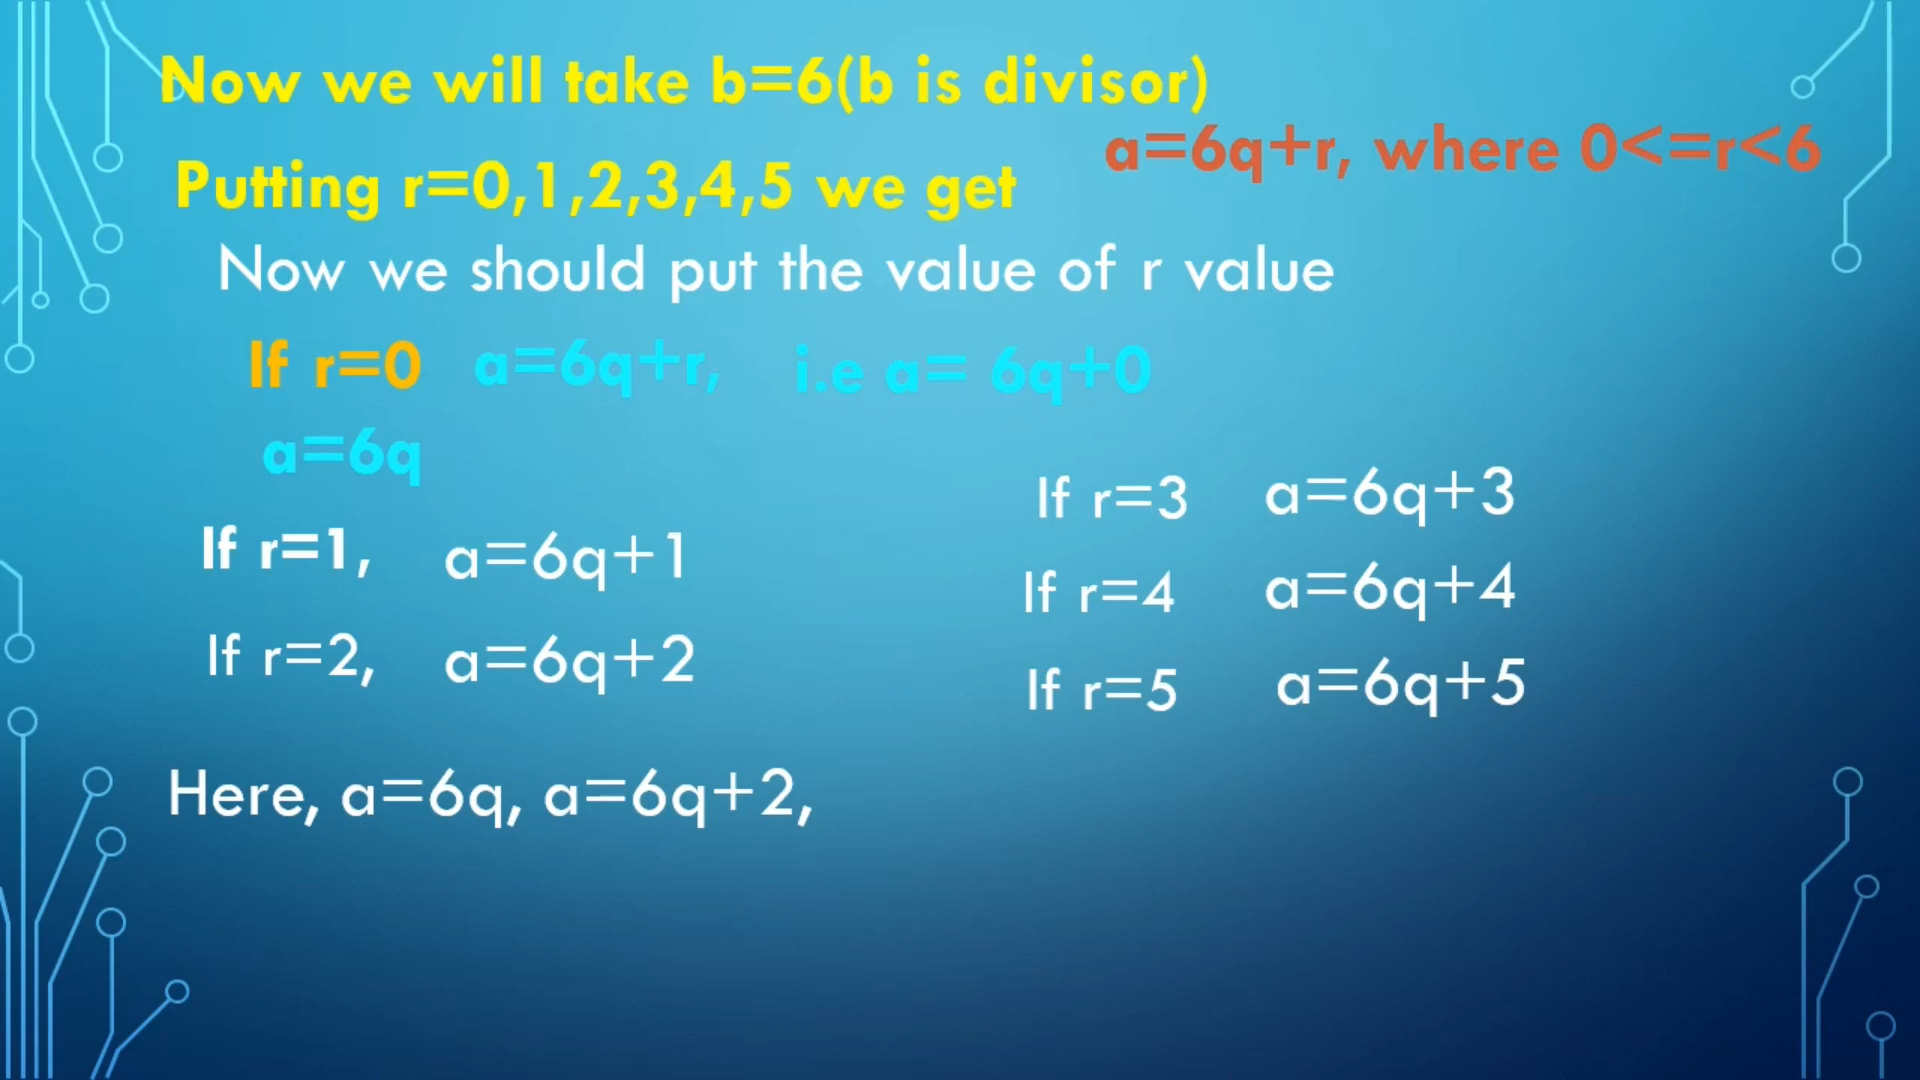 Now we will take b=6(b is divisor)
a=6q+r, where 0<=r<6
Putting r=0,1,2,3,4,5 we get
Now we should put the value of r value
If r=0 a=6q+r, i.e a= 6q+0
a=6q
If r=1, a=6q+1
If r=2, a=6q+2
If r=3 a=6q+3
If r=4 a=6q+4
If r=5 a=6q+5
Here, a=6q, a=6q+2,